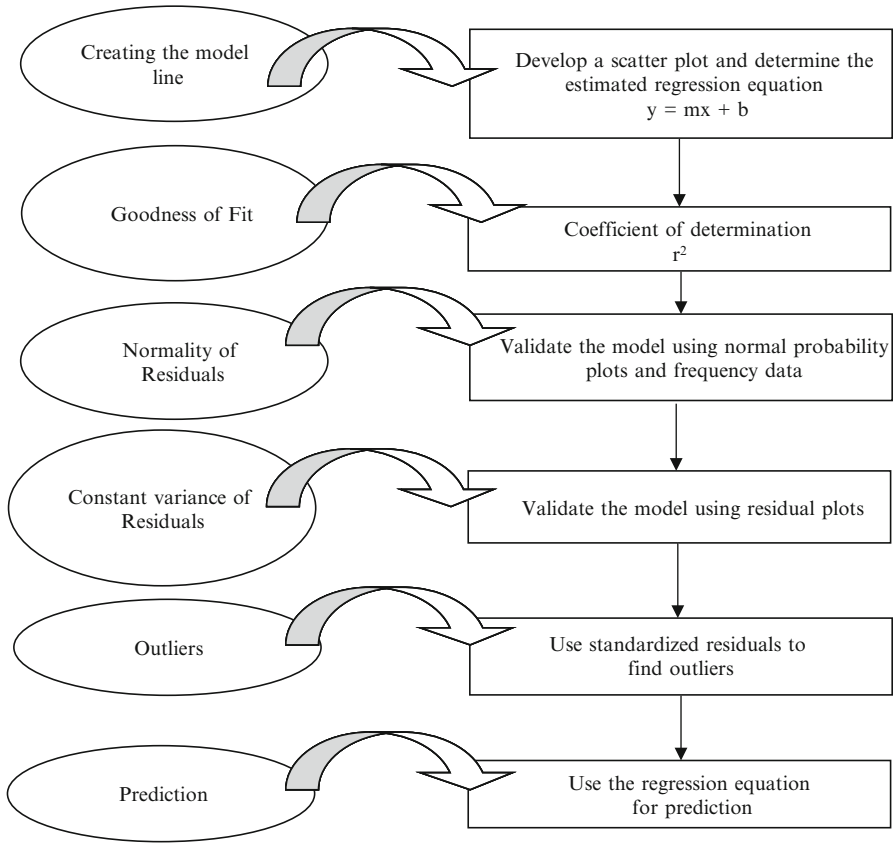 Creating the model
line
Develop a scatter plot and determine the
estimated regression equation
y = mx + b
Goodness of Fit
Coefficient of determination
r²
Normality of
Residuals
Validate the model using normal probability
plots and frequency data
Constant variance of
Residuals
Validate the model using residual plots
Outliers
Use standardized residuals to
find outliers
Prediction
Use the regression equation
for prediction